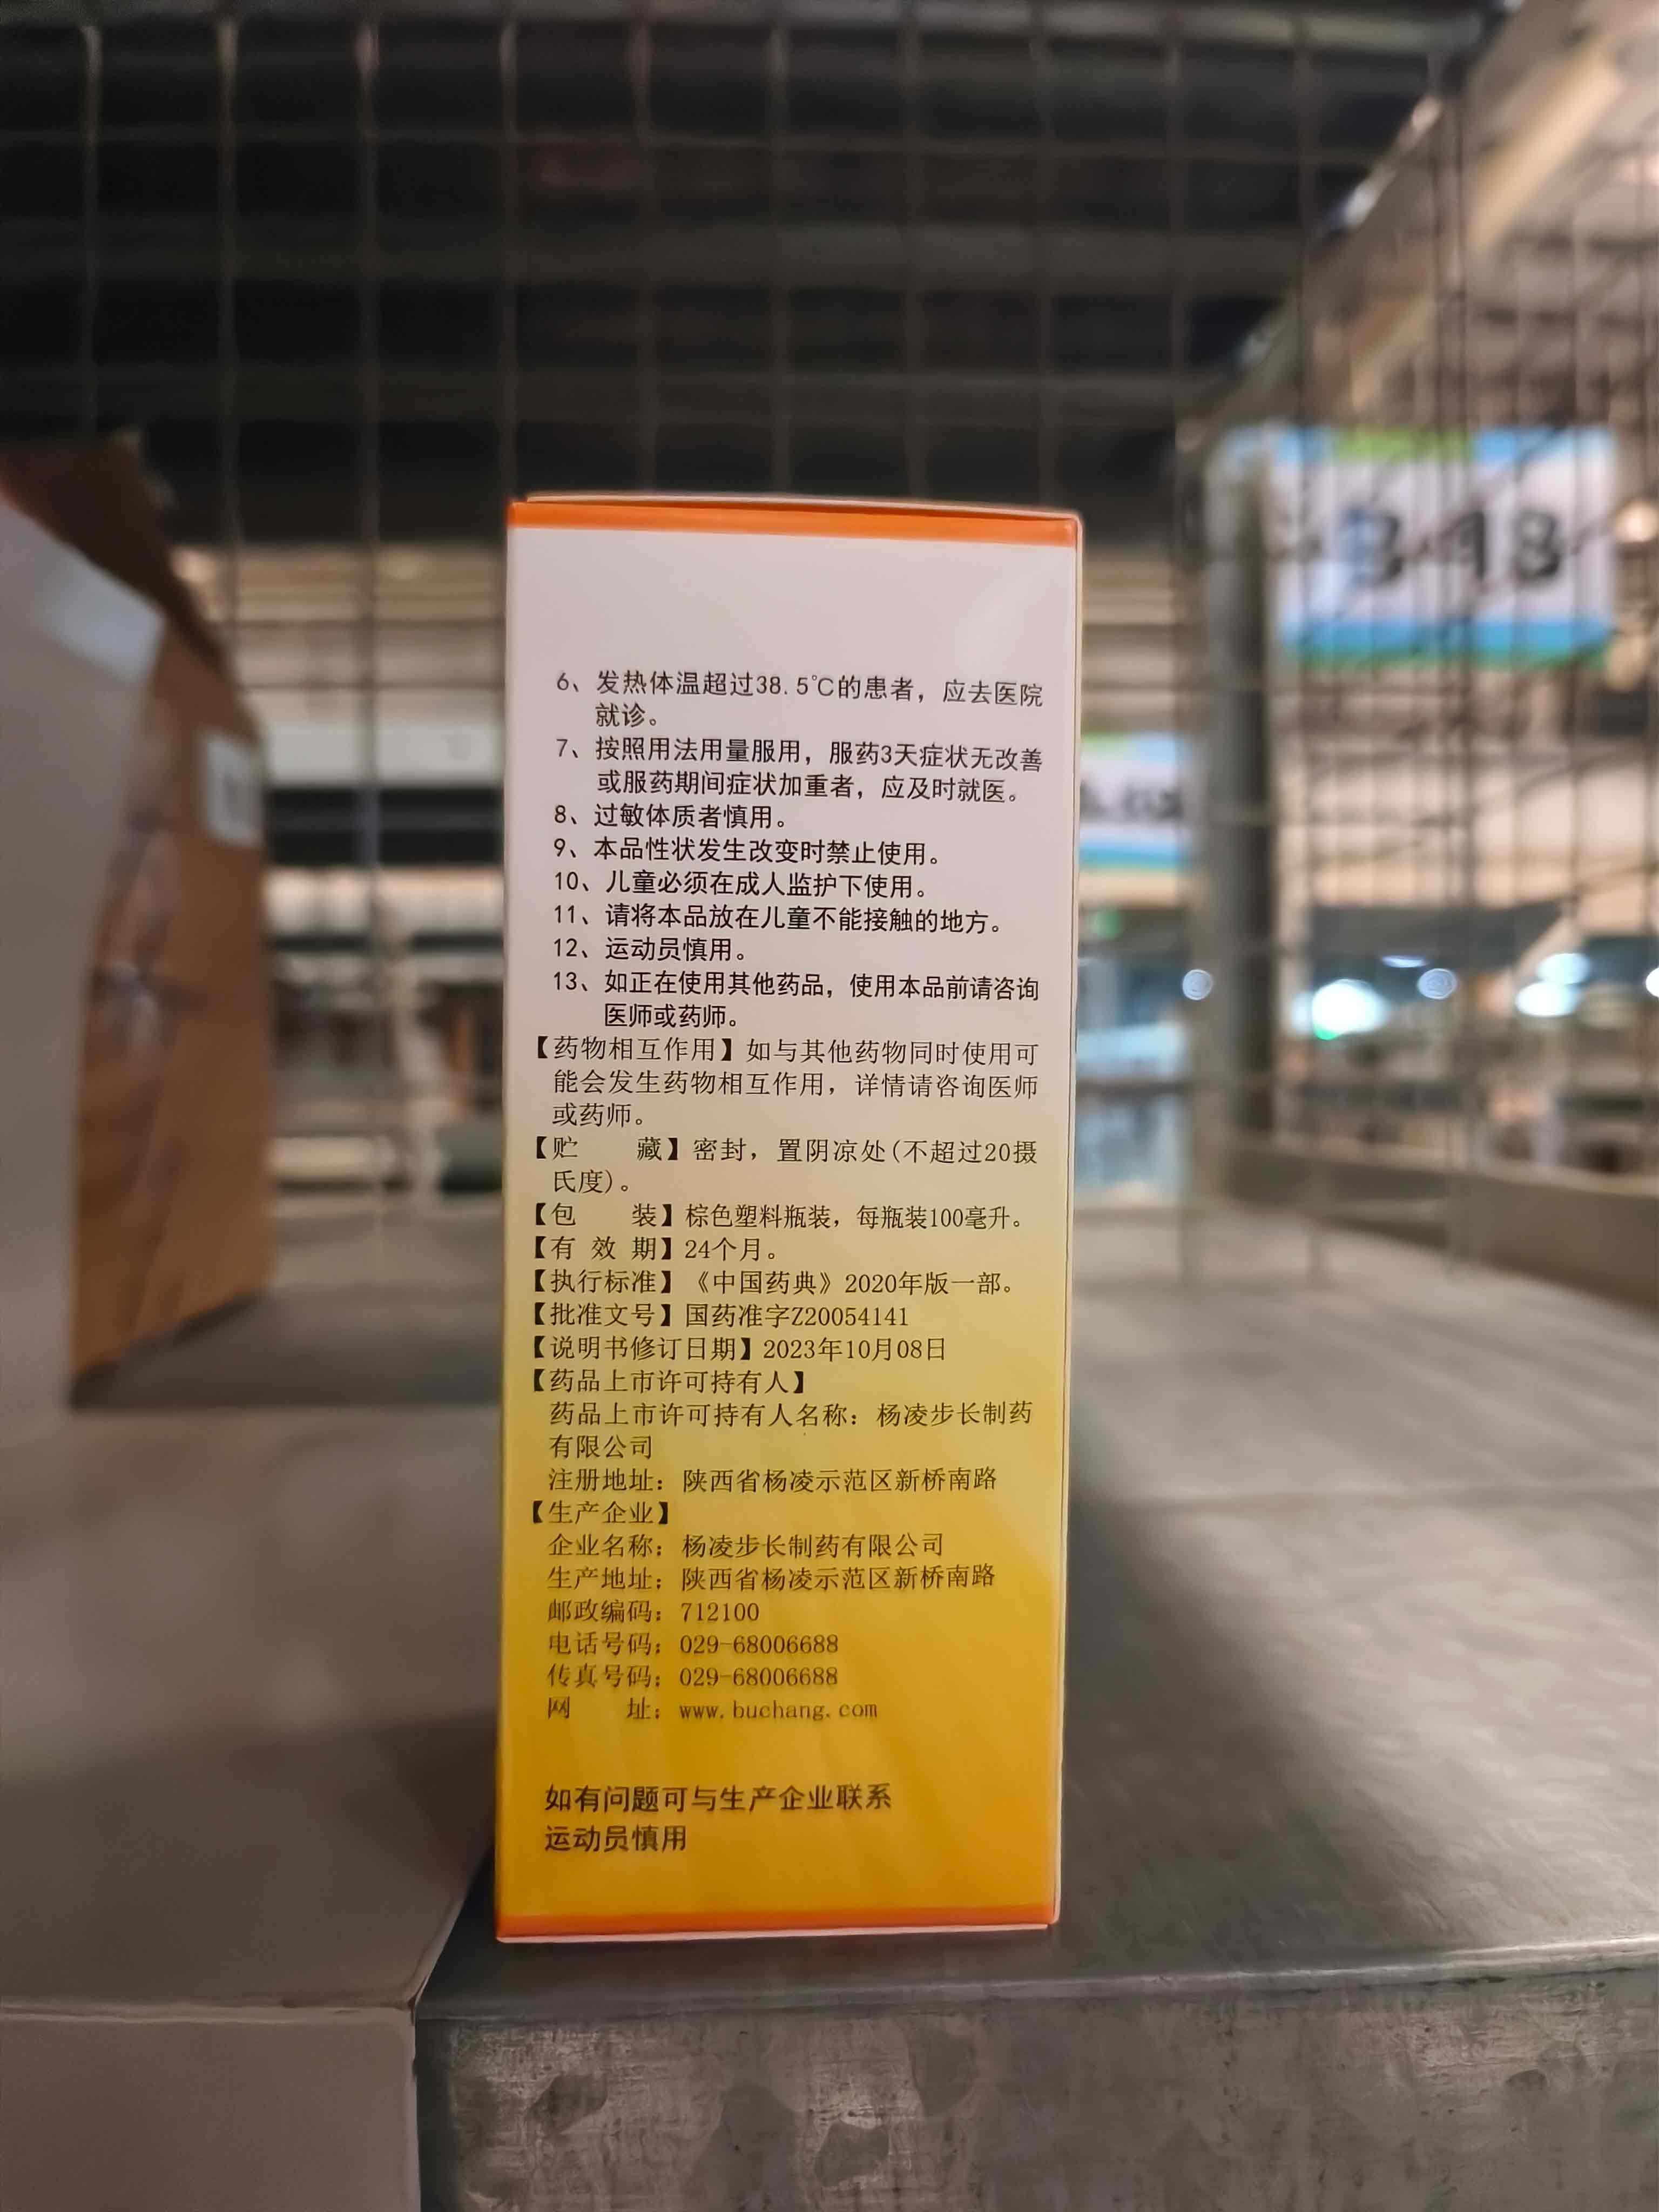 6、发热体温超过38.5℃的患者，应去医院
就诊。
7、按照用法用量服用，服药3天症状无改善
或服药期间症状加重者，应及时就医。
8、过敏体质者慎用。
9、本品性状发生改变时禁止使用。
10、儿童必须在成人监护下使用。
11、请将本品放在儿童不能接触的地方。
12、运动员慎用。
13、如正在使用其他药品，使用本品前请咨询
医师或药师。
【药物相互作用】如与其他药物同时使用可
能会发生药物相互作用，详情请咨询医师
或药师。
【贮　　藏】密封，置阴凉处(不超过20摄
氏度)。
【包　　装】棕色塑料瓶装，每瓶装100毫升。
【有 效 期】24个月。
【执行标准】《中国药典》2020年版一部。
【批准文号】国药准字Z20054141
【说明书修订日期】2023年10月08日
【药品上市许可持有人】
药品上市许可持有人名称：杨凌步长制药
有限公司
注册地址：陕西省杨凌示范区新桥南路
【生产企业】
企业名称：杨凌步长制药有限公司
生产地址：陕西省杨凌示范区新桥南路
邮政编码：712100
电话号码：029-68006688
传真号码：029-68006688
网　　址：www.buchang.com
如有问题可与生产企业联系
运动员慎用